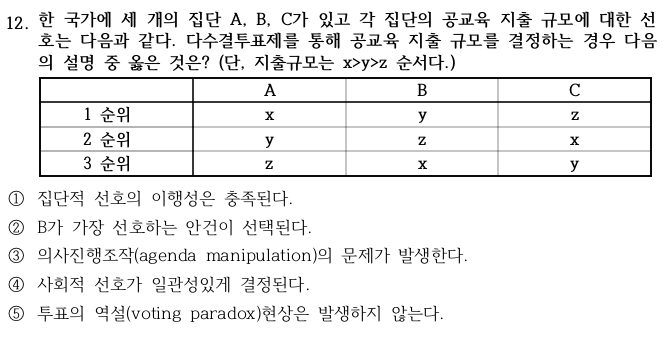 12. 한 국가에 세 개의 집단 A, B, C가 있고 각 집단의 공교육 지출 규모에 대한 선
호는 다음과 같다. 다수결투표제를 통해 공교육 지출 규모를 결정하는 경우 다음
의 설명 중 옳은 것은? (단, 지출규모는 x>y>z 순서다.)
A B C
1 순위 x y z
2 순위 y z x
3 순위 z x y
① 집단적 선호의 이행성은 충족된다.
② B가 가장 선호하는 안건이 선택된다.
③ 의사진행조작(agenda manipulation)의 문제가 발생한다.
④ 사회적 선호가 일관성있게 결정된다.
⑤ 투표의 역설(voting paradox)현상은 발생하지 않는다.